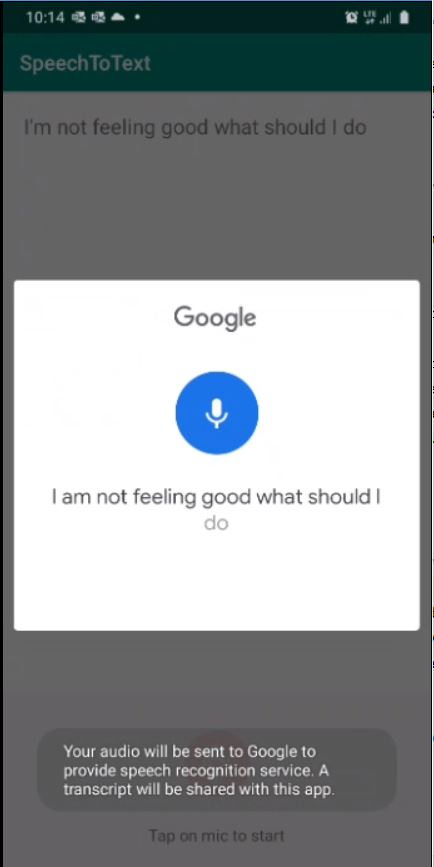 10:14
LTE
SpeechToText
I'm not feeling good what should I do
Google
I am not feeling good what should I
do
Your audio will be sent to Google to
provide speech recognition service. A
transcript will be shared with this app.
Tap on mic to start